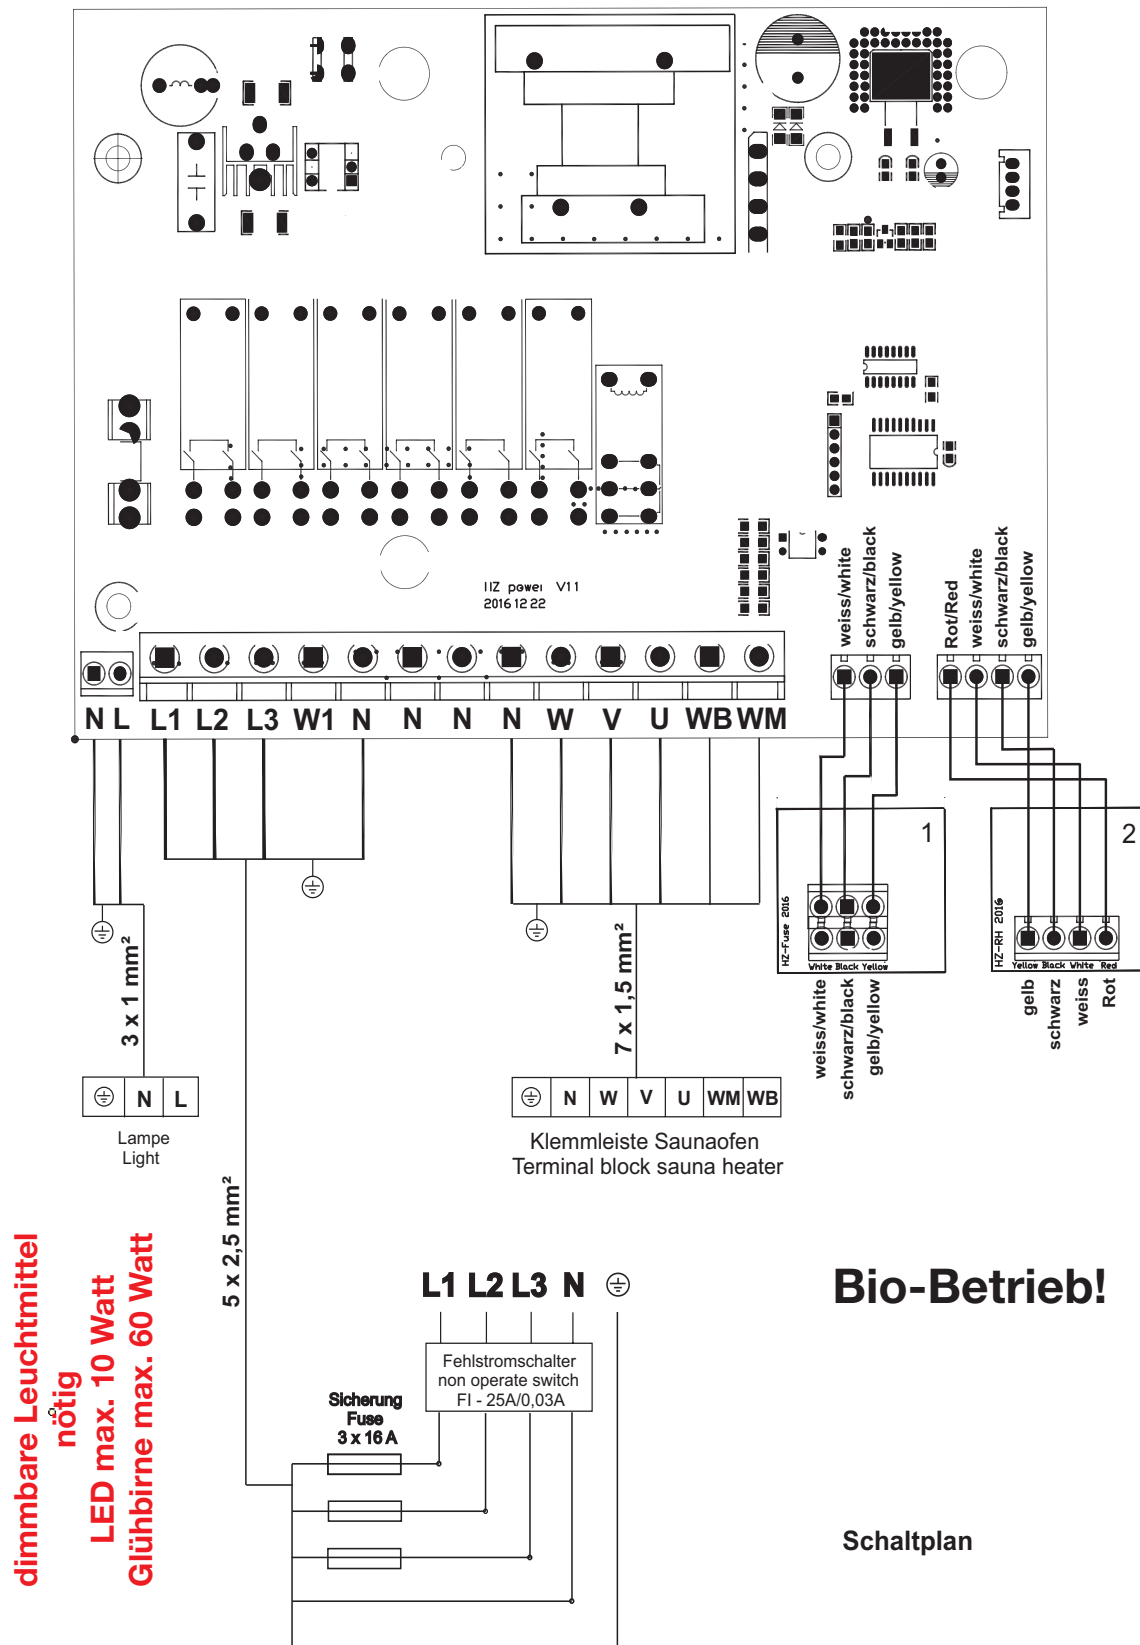 IIZ power V11
2016 12 22
weiss/white
schwarz/black
gelb/yellow
Rot/Red
weiss/white
schwarz/black
gelb/yellow
N L L1 L2 L3 W1 N N N N W V U WB WM
1
HZ-Fuse 2016
White Black Yellow
weiss/white
schwarz/black
gelb/yellow
2
HZ-RH 2016
Yellow Black White Red
gelb
schwarz
weiss
Rot
3 x 1 mm²
7 x 1,5 mm²
N L
Lampe
Light
N W V U WM WB
Klemmleiste Saunaofen
Terminal block sauna heater
5 x 2,5 mm²
L1 L2 L3 N
Fehlstromschalter
non operate switch
FI - 25A/0,03A
Sicherung
Fuse
3 x 16 A
dimmbare Leuchtmittel
nötig
LED max. 10 Watt
Glühbirne max. 60 Watt
Bio-Betrieb!
Schaltplan